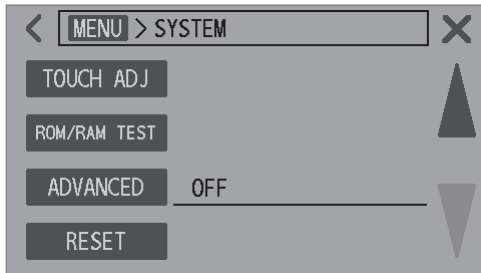 MENU > SYSTEM
TOUCH ADJ
ROM/RAM TEST
ADVANCED OFF
RESET